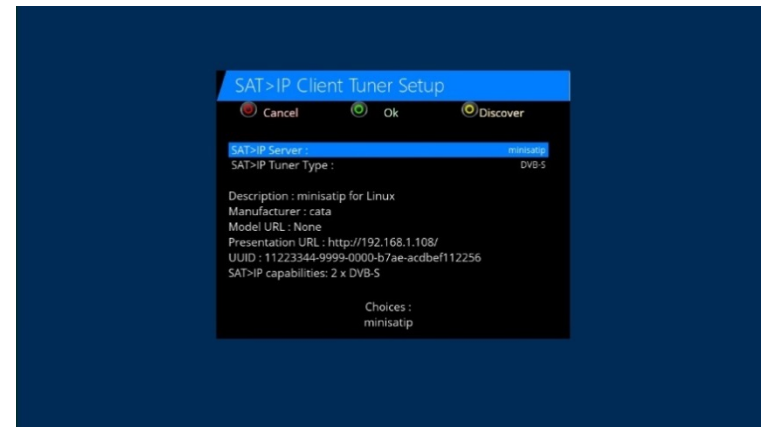 SAT>IP Client Tuner Setup
Cancel Ok Discover
SAT>IP Server : minisatip
SAT>IP Tuner Type : DVB-S
Description : minisatip for Linux
Manufacturer : cata
Model URL : None
Presentation URL : http://192.168.1.108/
UUID : 11223344-9999-0000-b7ae-acdbef112256
SAT>IP capabilities: 2 x DVB-S
Choices :
minisatip